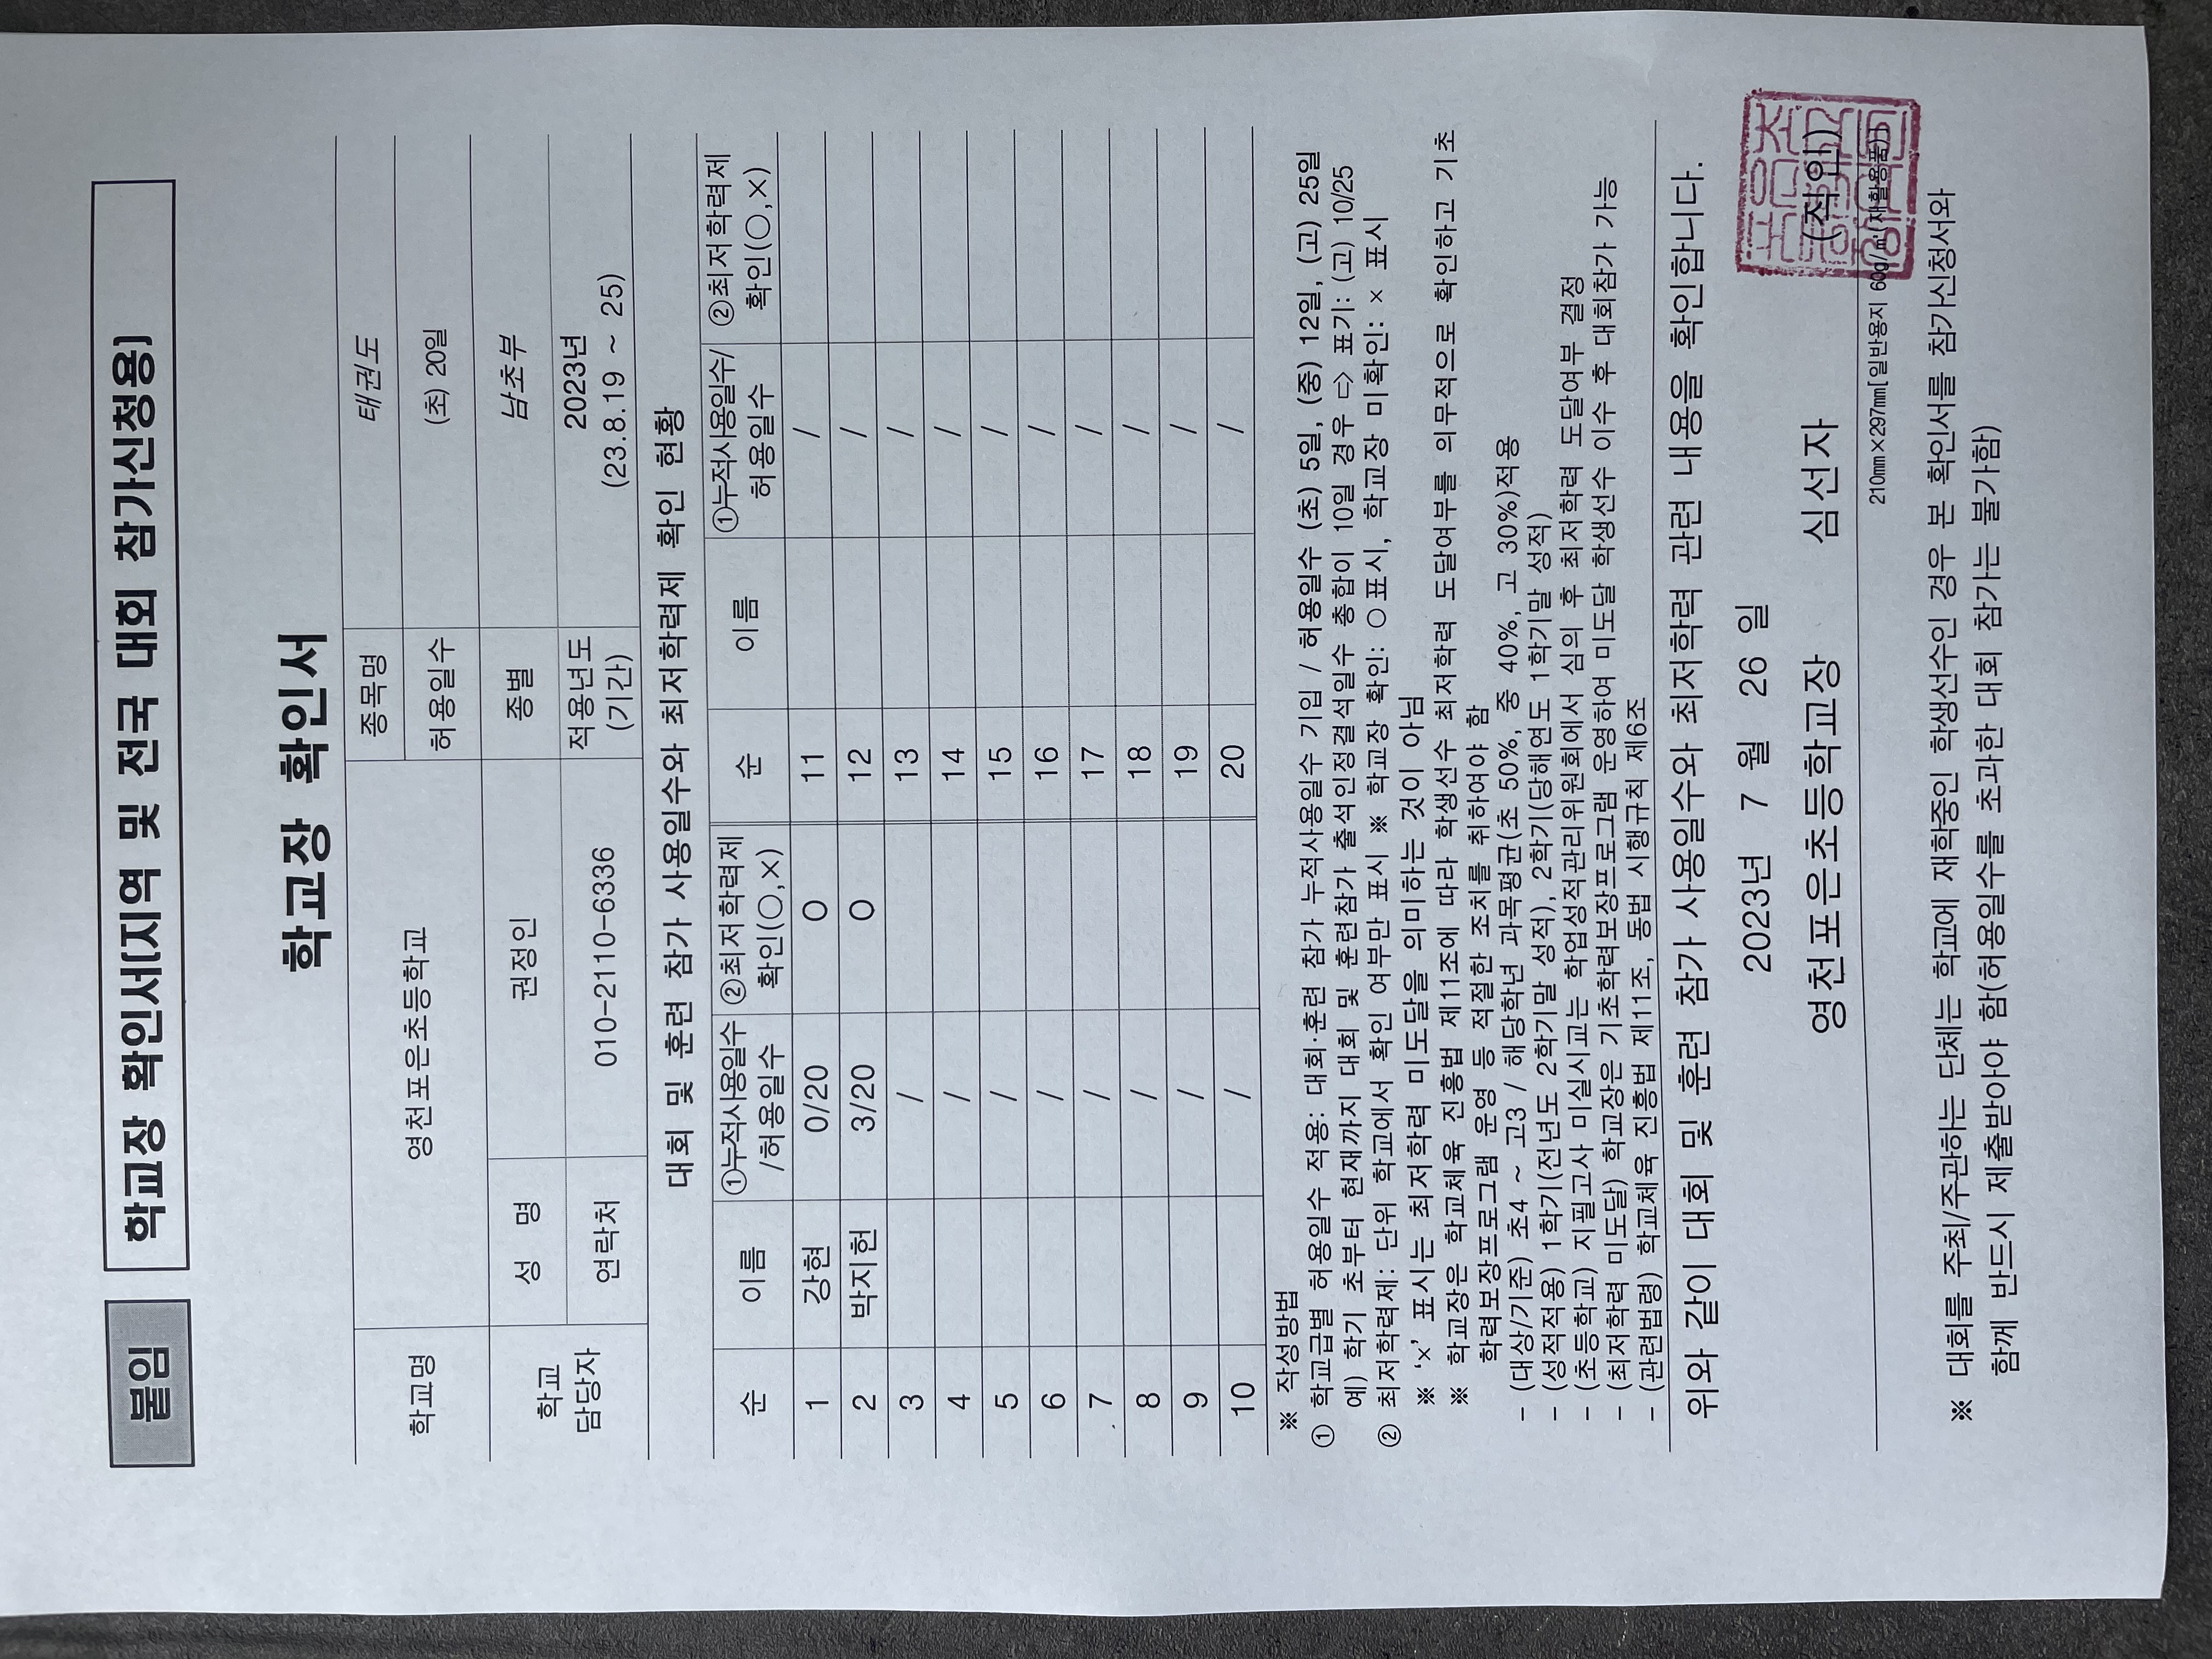 붙임 학교장 확인서(지역 및 전국 대회 참가신청용)
학교장 확인서
학교명 영천포은초등학교 종목명 태권도
허용일수 (초) 20일
학교 담당자 성 명 권정인 종별 남초부
연락처 010-2110-6336 적용년도 (기간) 2023년 (23.8.19 ~ 25)
대회 및 훈련 참가 사용일수와 최저학력제 확인 현황
순 이름 ①누적사용일수 /허용일수 ②최저학력제 확인(○,×) 순 이름 ①누적사용일수/ 허용일수 ②최저학력제 확인(○,×)
1 강현 0/20 O 11 /
2 박지헌 3/20 O 12 /
3 / 13 /
4 / 14 /
5 / 15 /
6 / 16 /
7 / 17 /
8 / 18 /
9 / 19 /
10 / 20 /
※ 작성방법
① 학교급별 허용일수 적용: 대회·훈련 참가 누적사용일수 기입 / 허용일수 (초) 5일, (중) 12일, (고) 25일
예) 학기 초부터 현재까지 대회 및 훈련참가 출석인정결석일수 총합이 10일 경우 ⇨ 표기: (고) 10/25
② 최저학력제: 단위 학교에서 확인 여부만 표시 ※ 학교장 확인: ○표시, 학교장 미확인: × 표시
※ ‘×’ 표시는 최저학력 미도달을 의미하는 것이 아님
※ 학교장은 학교체육 진흥법 제11조에 따라 학생선수 최저학력 도달여부를 의무적으로 확인하고 기초
학력보장프로그램 운영 등 적절한 조치를 취하여야 함
- (대상/기준) 초4 ~ 고3 / 해당학년 과목평균(초 50%, 중 40%, 고 30%)적용
- (성적적용) 1학기(전년도 2학기말 성적), 2학기(당해연도 1학기말 성적)
- (초등학교) 지필고사 미실시교는 학업성적관리위원회에서 심의 후 최저학력 도달여부 결정
- (최저학력 미도달) 학교장은 기초학력보장프로그램 운영하여 미도달 학생선수 이수 후 대회참가 가능
- (관련법령) 학교체육 진흥법 제11조, 동법 시행규칙 제6조
위와 같이 대회 및 훈련 참가 사용일수와 최저학력 관련 내용을 확인합니다.
2023년 7 월 26 일
영천포은초등학교장 심선자 (직인)
210mm×297mm[일반용지 60g/㎡(재활용품)]
※ 대회를 주최/주관하는 단체는 학교에 재학중인 학생선수인 경우 본 확인서를 참가신청서와
함께 반드시 제출받아야 함(허용일수를 초과한 대회 참가는 불가함)